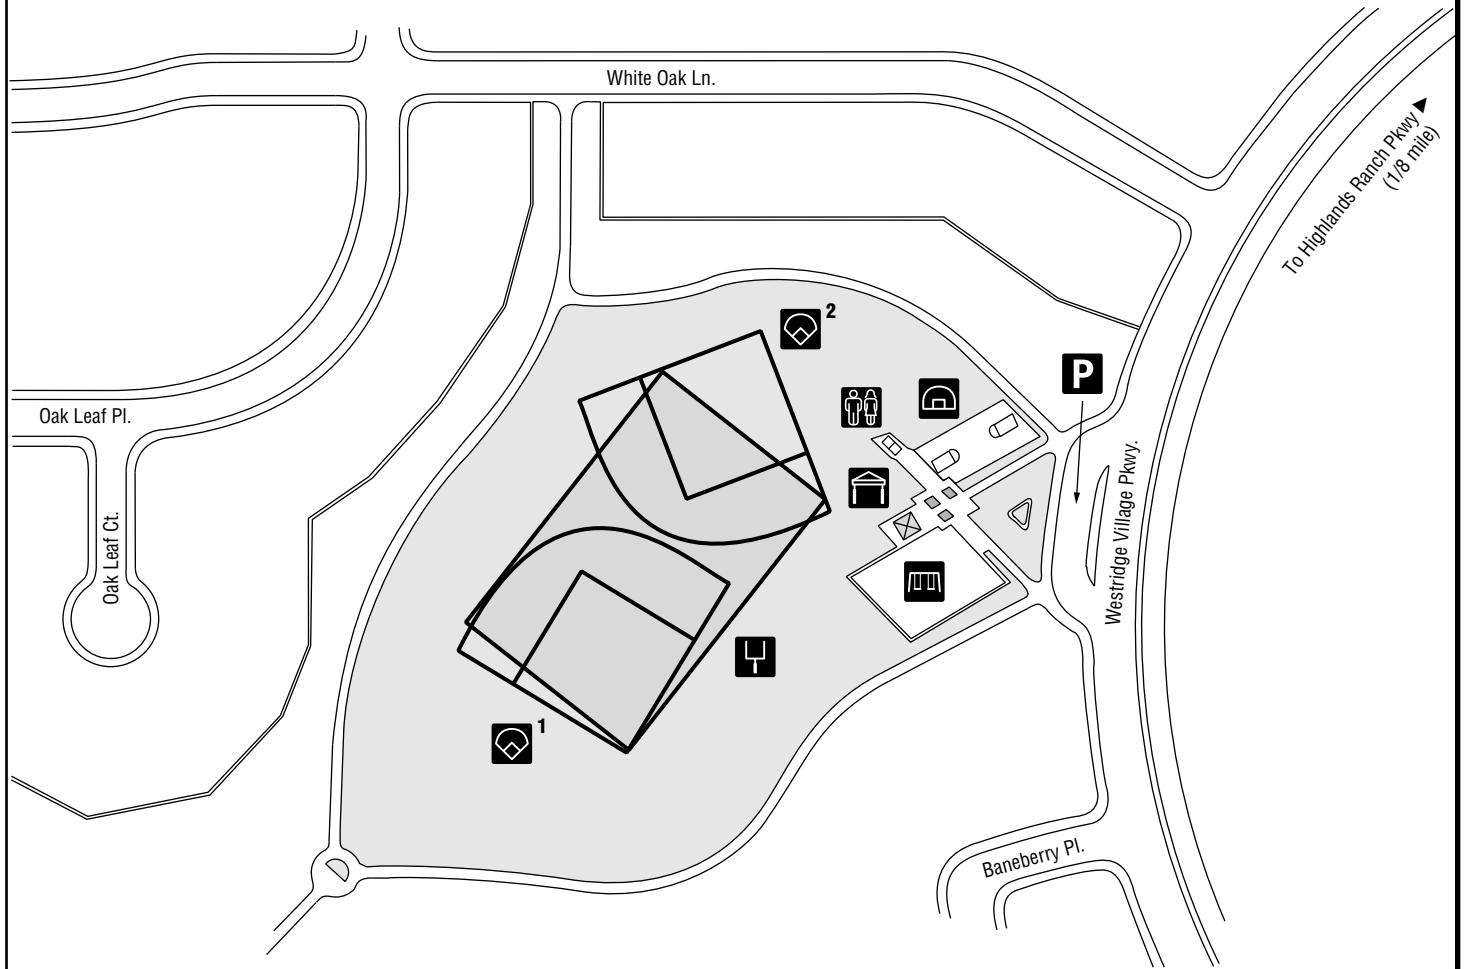 White Oak Ln.
To Highlands Ranch Pkwy
(1/8 mile)
2
P
Oak Leaf Pl.
Westridge Village Pkwy.
Oak Leaf Ct.
1
Baneberry Pl.